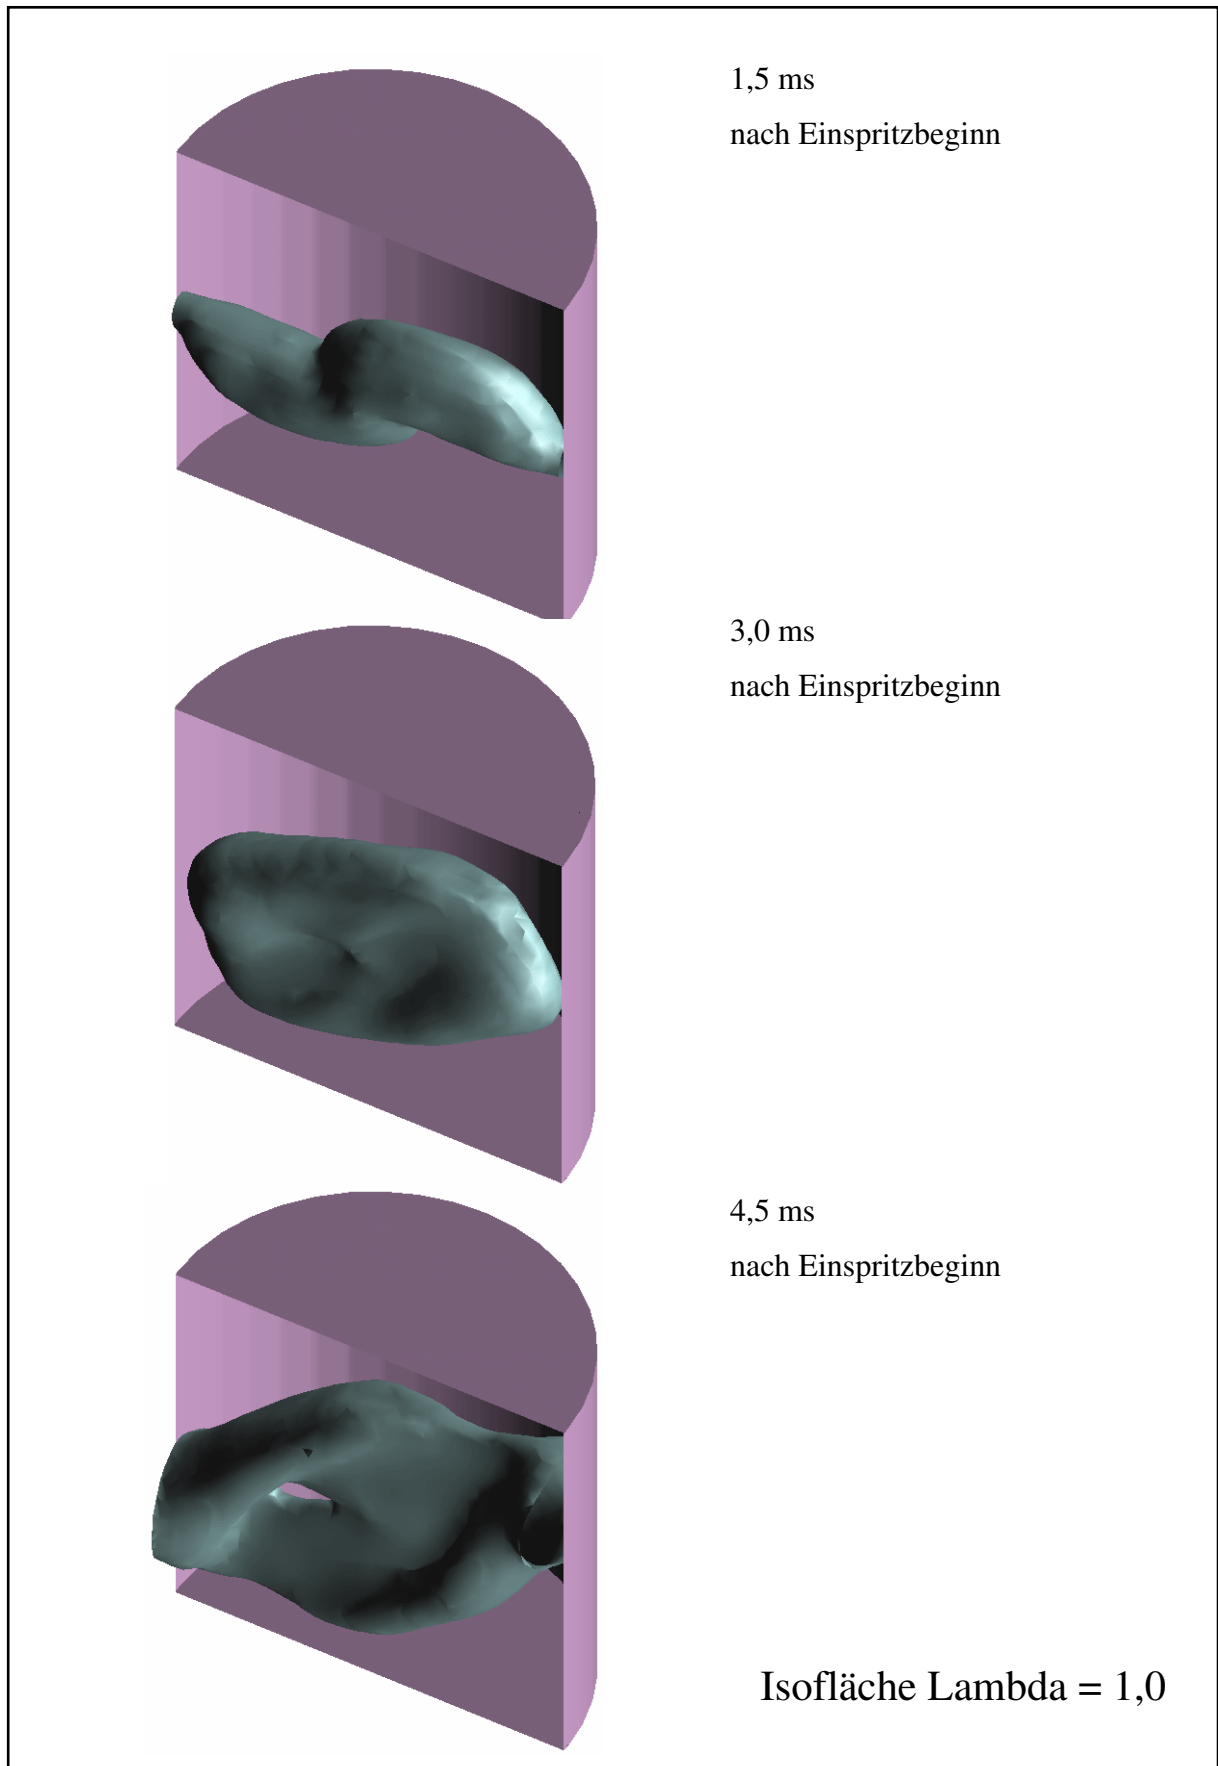 1,5 ms
nach Einspritzbeginn
3,0 ms
nach Einspritzbeginn
4,5 ms
nach Einspritzbeginn
Isofläche Lambda = 1,0